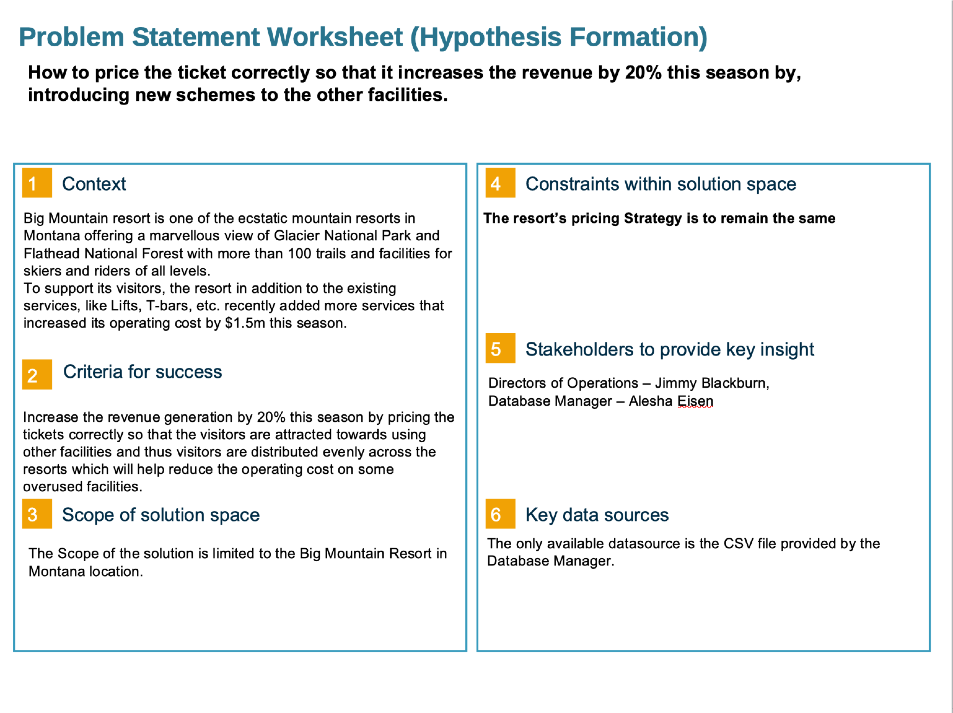 Problem Statement Worksheet (Hypothesis Formation)
How to price the ticket correctly so that it increases the revenue by 20% this season by,
introducing new schemes to the other facilities.
1 Context
Big Mountain resort is one of the ecstatic mountain resorts in
Montana offering a marvellous view of Glacier National Park and
Flathead National Forest with more than 100 trails and facilities for
skiers and riders of all levels.
To support its visitors, the resort in addition to the existing
services, like Lifts, T-bars, etc. recently added more services that
increased its operating cost by $1.5m this season.
2 Criteria for success
Increase the revenue generation by 20% this season by pricing the
tickets correctly so that the visitors are attracted towards using
other facilities and thus visitors are distributed evenly across the
resorts which will help reduce the operating cost on some
overused facilities.
3 Scope of solution space
The Scope of the solution is limited to the Big Mountain Resort in
Montana location.
4 Constraints within solution space
The resort's pricing Strategy is to remain the same
5 Stakeholders to provide key insight
Directors of Operations – Jimmy Blackburn,
Database Manager – Alesha Eisen
6 Key data sources
The only available datasource is the CSV file provided by the
Database Manager.